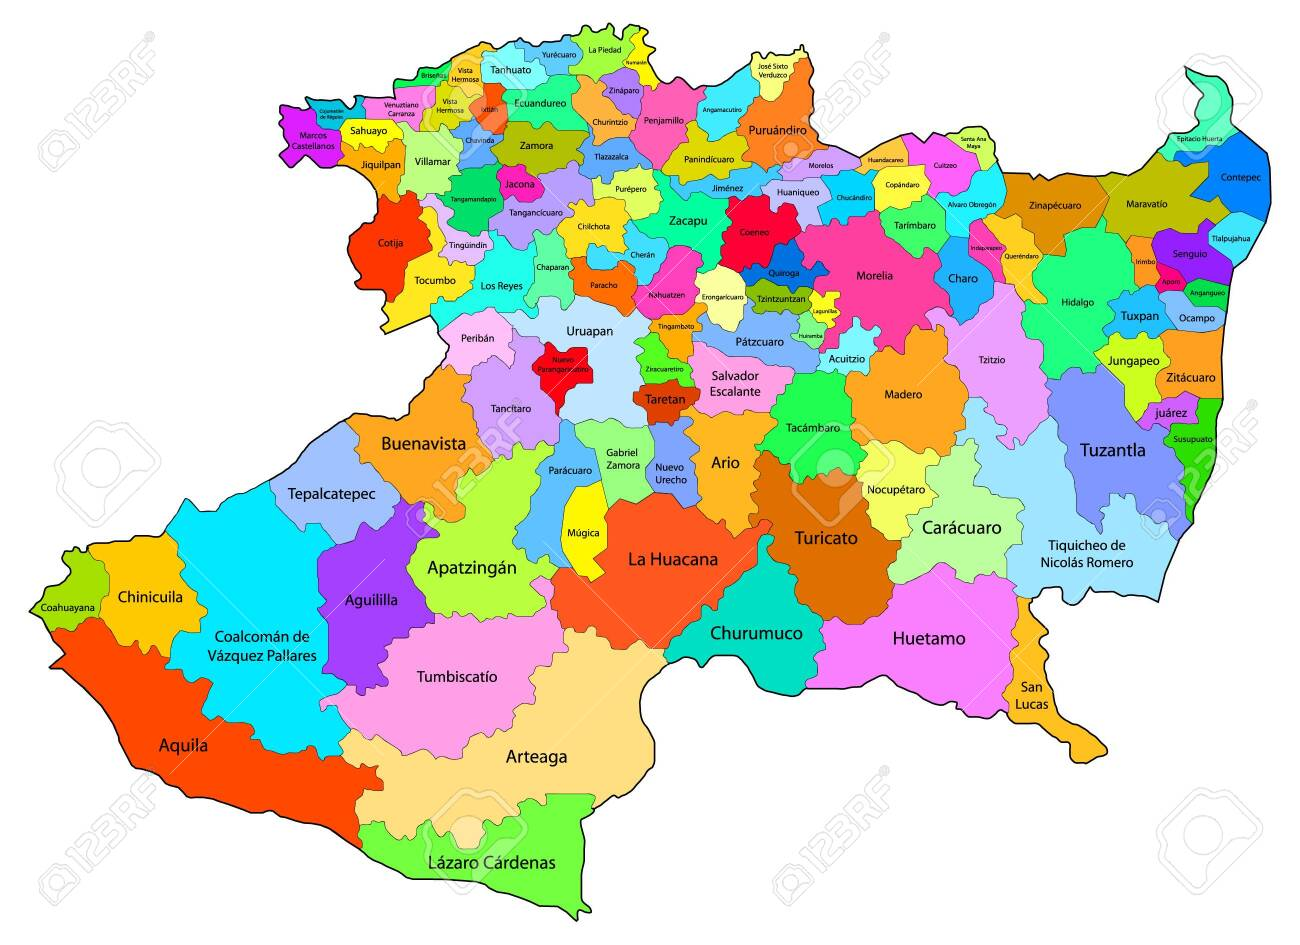 La Piedad
Yurécuaro
Numarán
Vista
Hermosa
Tanhuato
Briseñas
José Sixto
Verduzco
Zináparo
Venuztiano
Carranza
Vista
Hermosa
Ixtlán
Ecuandureo
Angamacutiro
Churintzio
Penjamillo
Puruándiro
Marcos
Castellanos
Sahuayo
Chavinda
Zamora
Epitacio Huerta
Santa Ana
Maya
Tlazazalca
Panindícuaro
Morelos
Huandacareo
Cuitzeo
Jiquilpan
Villamar
Contepec
Jacona
Purépero
Jiménez
Huaniqueo
Copándaro
Chucándiro
Tangamandapio
Alvaro Obregón
Zinapécuaro
Maravatío
Tangancícuaro
Zacapu
Chilchota
Tarímbaro
Coeneo
Cotija
Tingüindín
Tlalpujahua
Cherán
Indaparapeo
Queréndaro
Senguio
Irimbo
Chaparan
Quiroga
Morelia
Charo
Tocumbo
Los Reyes
Paracho
Aporo
Nahuatzen
Erongarícuaro
Tzintzuntzan
Hidalgo
Angangueo
Lagunillas
Tuxpan
Ocampo
Uruapan
Tingambato
Peribán
Huiramba
Pátzcuaro
Acuitzio
Tzitzio
Jungapeo
Nuevo
Parangaricutiro
Ziracuaretiro
Salvador
Escalante
Zitácuaro
Taretan
Madero
Tancítaro
juárez
Tacámbaro
Susupuato
Buenavista
Gabriel
Zamora
Tuzantla
Parácuaro
Nuevo
Urecho
Ario
Tepalcatepec
Nocupétaro
Carácuaro
Múgica
Turicato
La Huacana
Tiquicheo de
Nicolás Romero
Apatzingán
Chinicuila
Aguililla
Coahuayana
Coalcomán de
Vázquez Pallares
Churumuco
Huetamo
Tumbiscatío
San
Lucas
Aquila
Arteaga
Lázaro Cárdenas
123RF